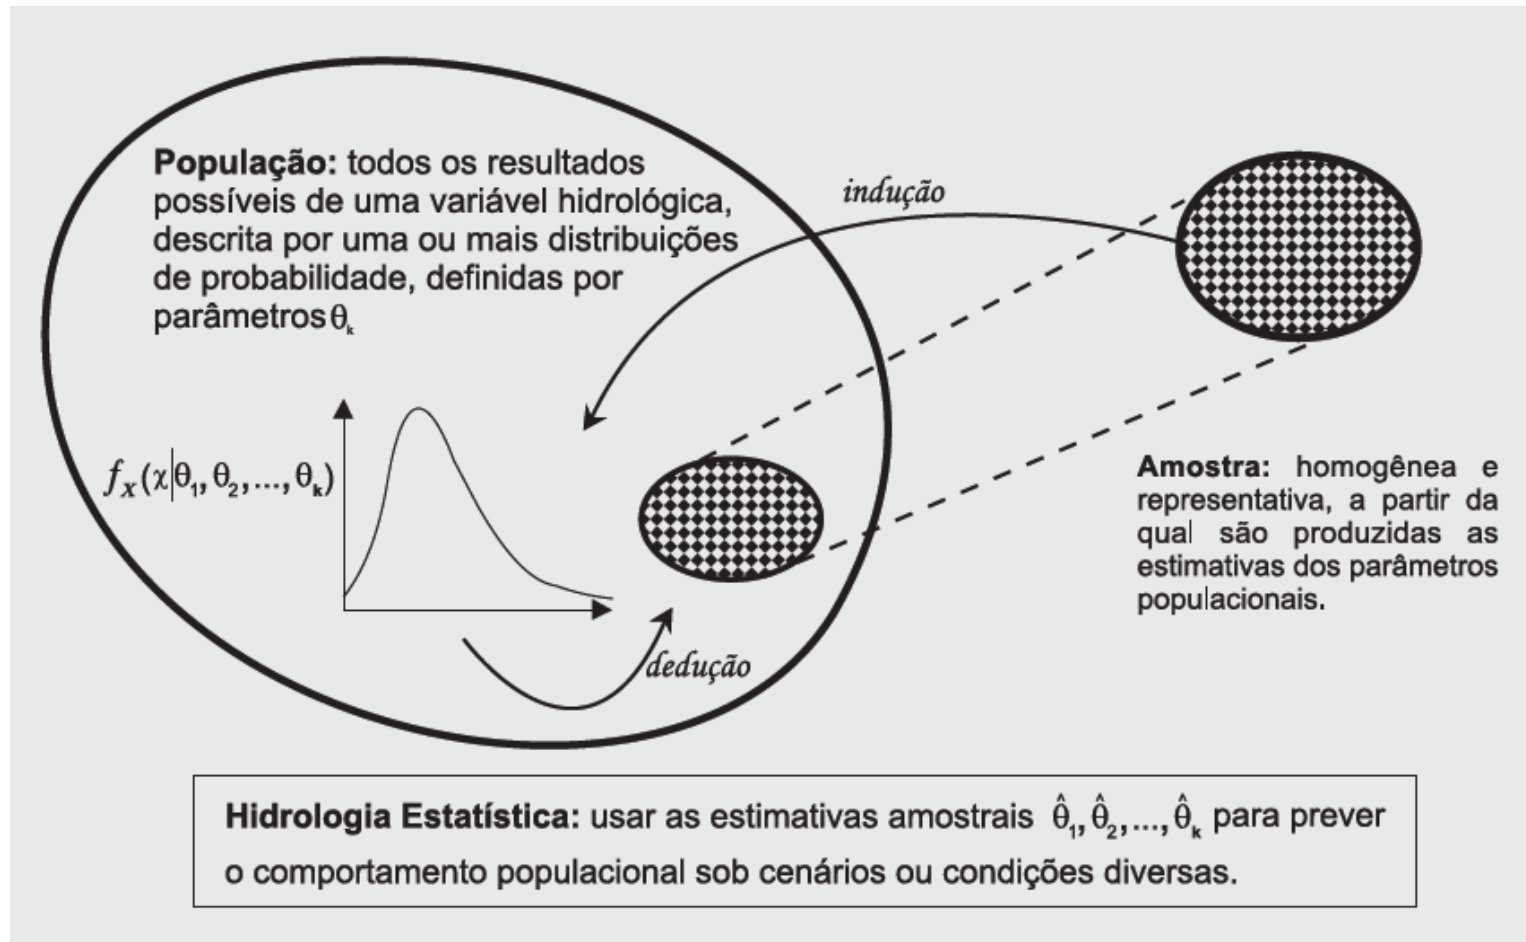 População: todos os resultados
possíveis de uma variável hidrológica,
descrita por uma ou mais distribuições
de probabilidade, definidas por
parâmetros θₖ
indução
fₓ(x|θ₁, θ₂, ..., θₖ)
Amostra: homogênea e
representativa, a partir da
qual são produzidas as
estimativas dos parâmetros
populacionais.
dedução
Hidrologia Estatística: usar as estimativas amostrais θ̂₁, θ̂₂, ..., θ̂ₖ para prever
o comportamento populacional sob cenários ou condições diversas.